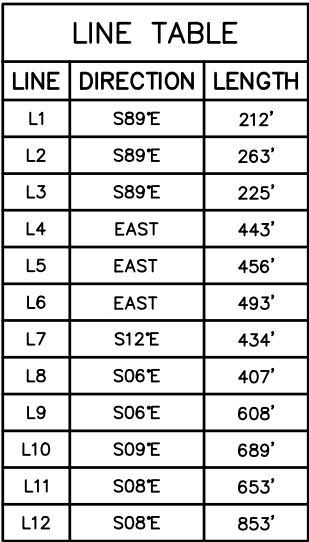 LINE TABLE
LINE DIRECTION LENGTH
L1 S89°E 212'
L2 S89°E 263'
L3 S89°E 225'
L4 EAST 443'
L5 EAST 456'
L6 EAST 493'
L7 S12°E 434'
L8 S06°E 407'
L9 S06°E 608'
L10 S09°E 689'
L11 S08°E 653'
L12 S08°E 853'